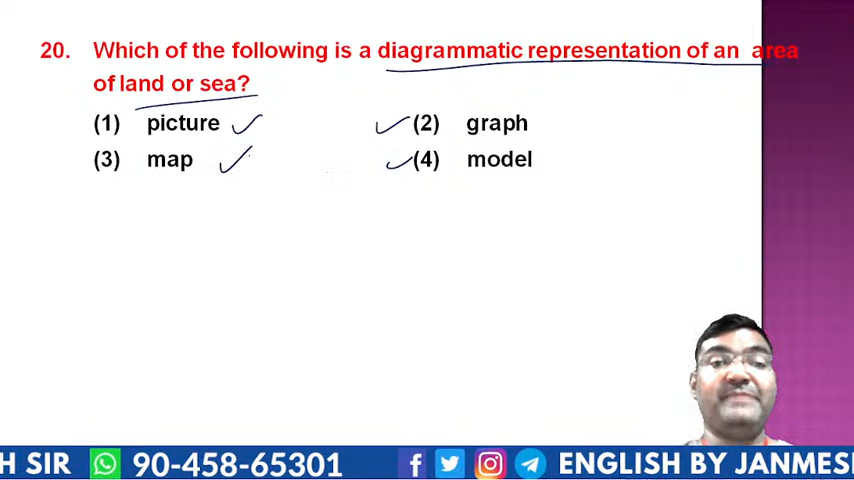 20. Which of the following is a diagrammatic representation of an area
of land or sea?
(1) picture (2) graph
(3) map (4) model
H SIR 90-458-65301 ENGLISH BY JANMES